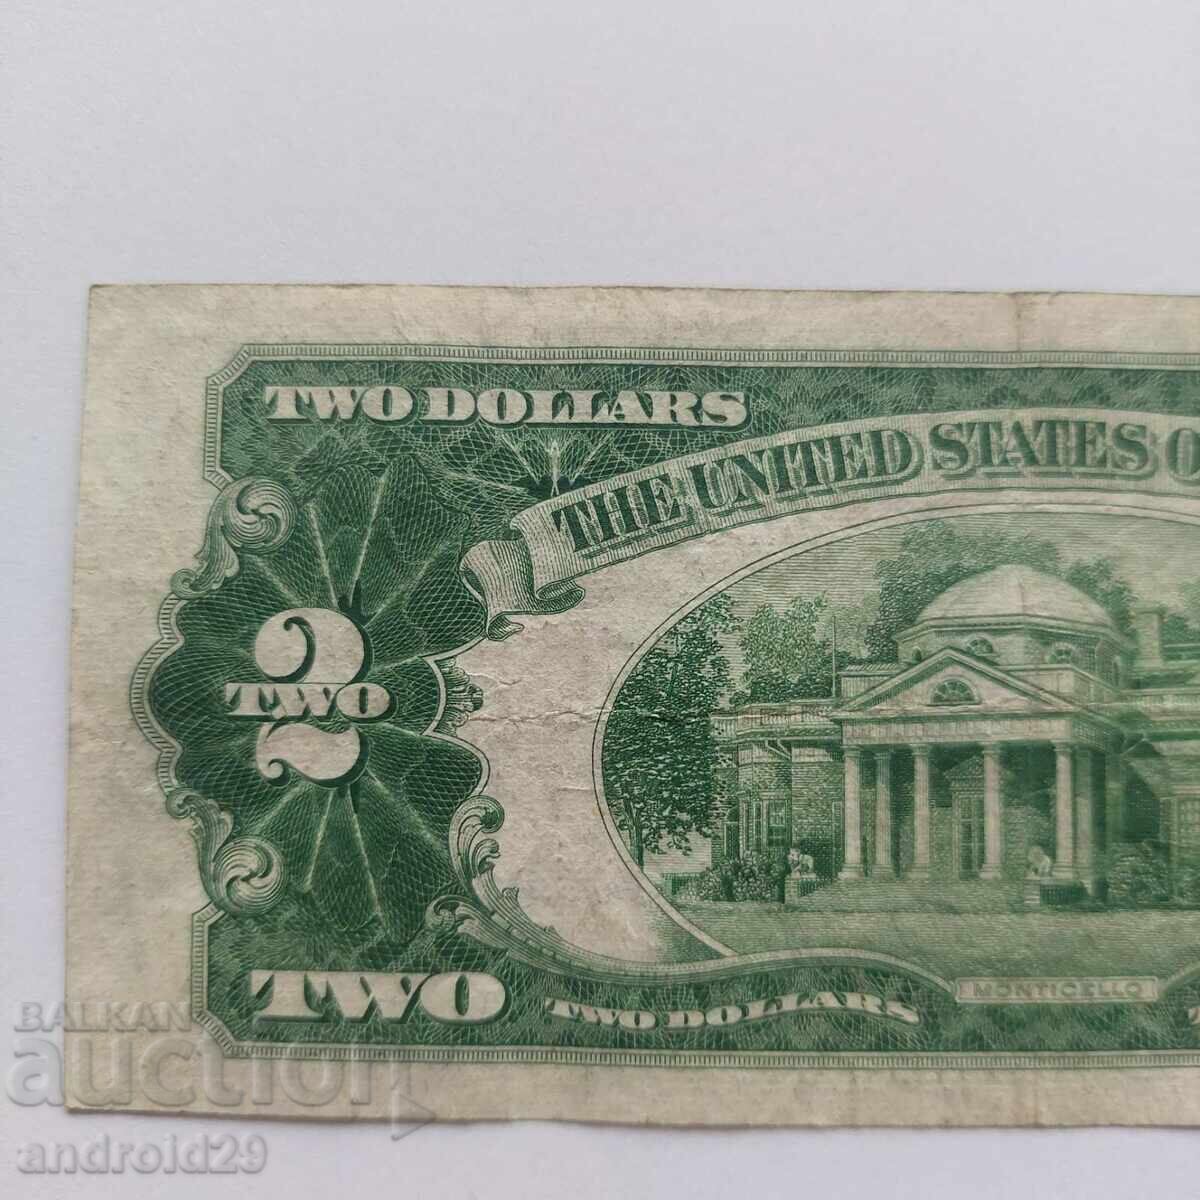 TWO DOLLARS
THE UNITED STATES O
2
TWO
MONTICELLO
TWO
TWO DOLLARS
BALKAN
auction
android29